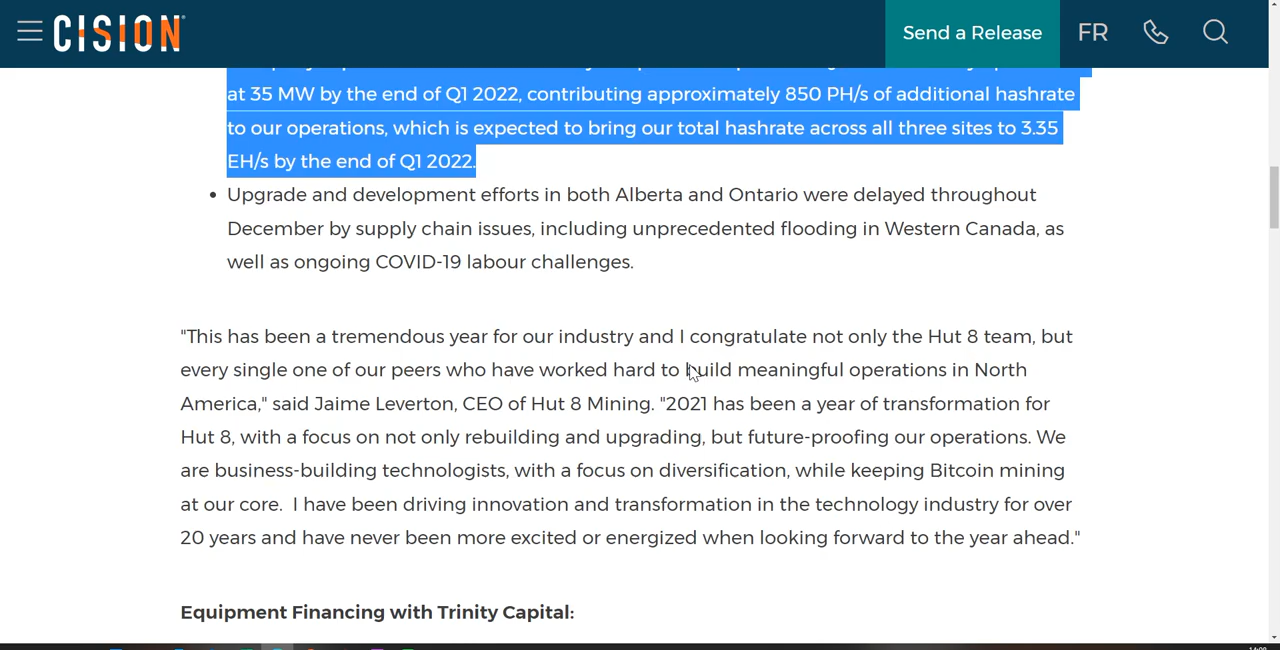 CISION
Send a Release
FR
at 35 MW by the end of Q1 2022, contributing approximately 850 PH/s of additional hashrate
to our operations, which is expected to bring our total hashrate across all three sites to 3.35
EH/s by the end of Q1 2022.
• Upgrade and development efforts in both Alberta and Ontario were delayed throughout
December by supply chain issues, including unprecedented flooding in Western Canada, as
well as ongoing COVID-19 labour challenges.
"This has been a tremendous year for our industry and I congratulate not only the Hut 8 team, but
every single one of our peers who have worked hard to build meaningful operations in North
America," said Jaime Leverton, CEO of Hut 8 Mining. "2021 has been a year of transformation for
Hut 8, with a focus on not only rebuilding and upgrading, but future-proofing our operations. We
are business-building technologists, with a focus on diversification, while keeping Bitcoin mining
at our core.  I have been driving innovation and transformation in the technology industry for over
20 years and have never been more excited or energized when looking forward to the year ahead."
Equipment Financing with Trinity Capital: